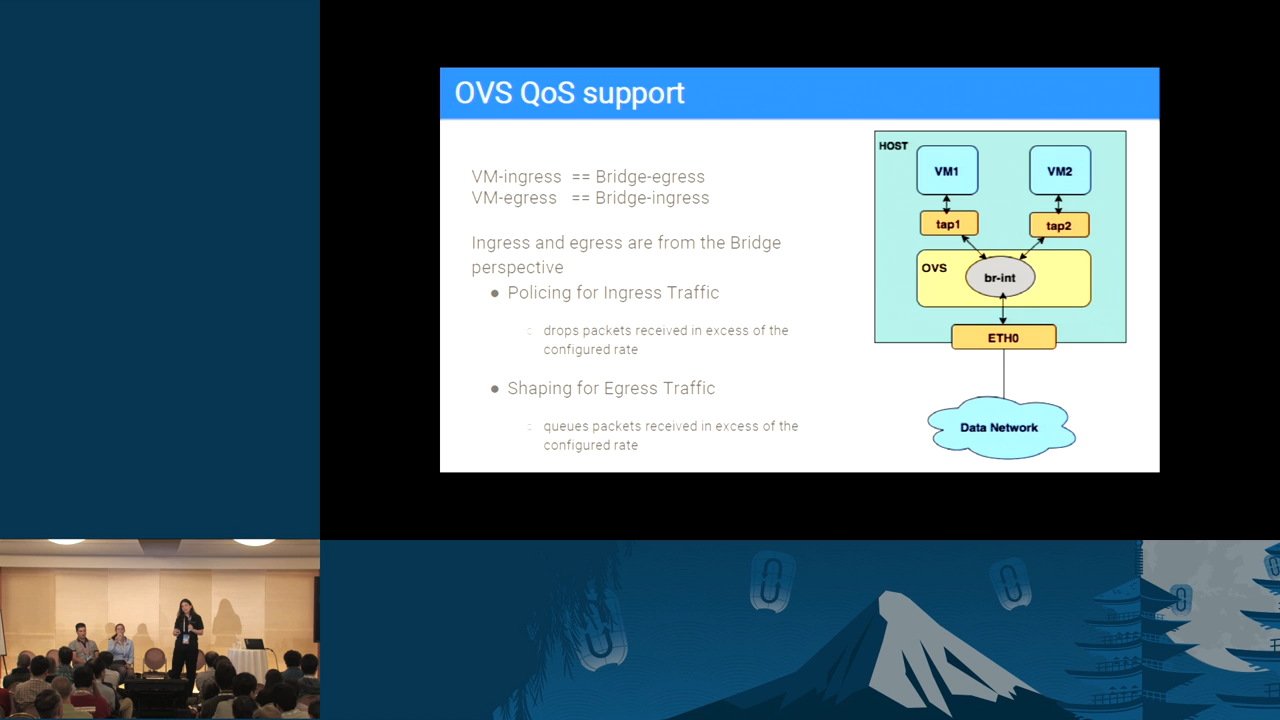 OVS QoS support
VM-ingress == Bridge-egress
VM-egress == Bridge-ingress
Ingress and egress are from the Bridge
perspective
● Policing for Ingress Traffic
drops packets received in excess of the
configured rate
● Shaping for Egress Traffic
queues packets received in excess of the
configured rate
HOST
VM1
VM2
tap1
tap2
OVS
br-int
ETH0
Data Network